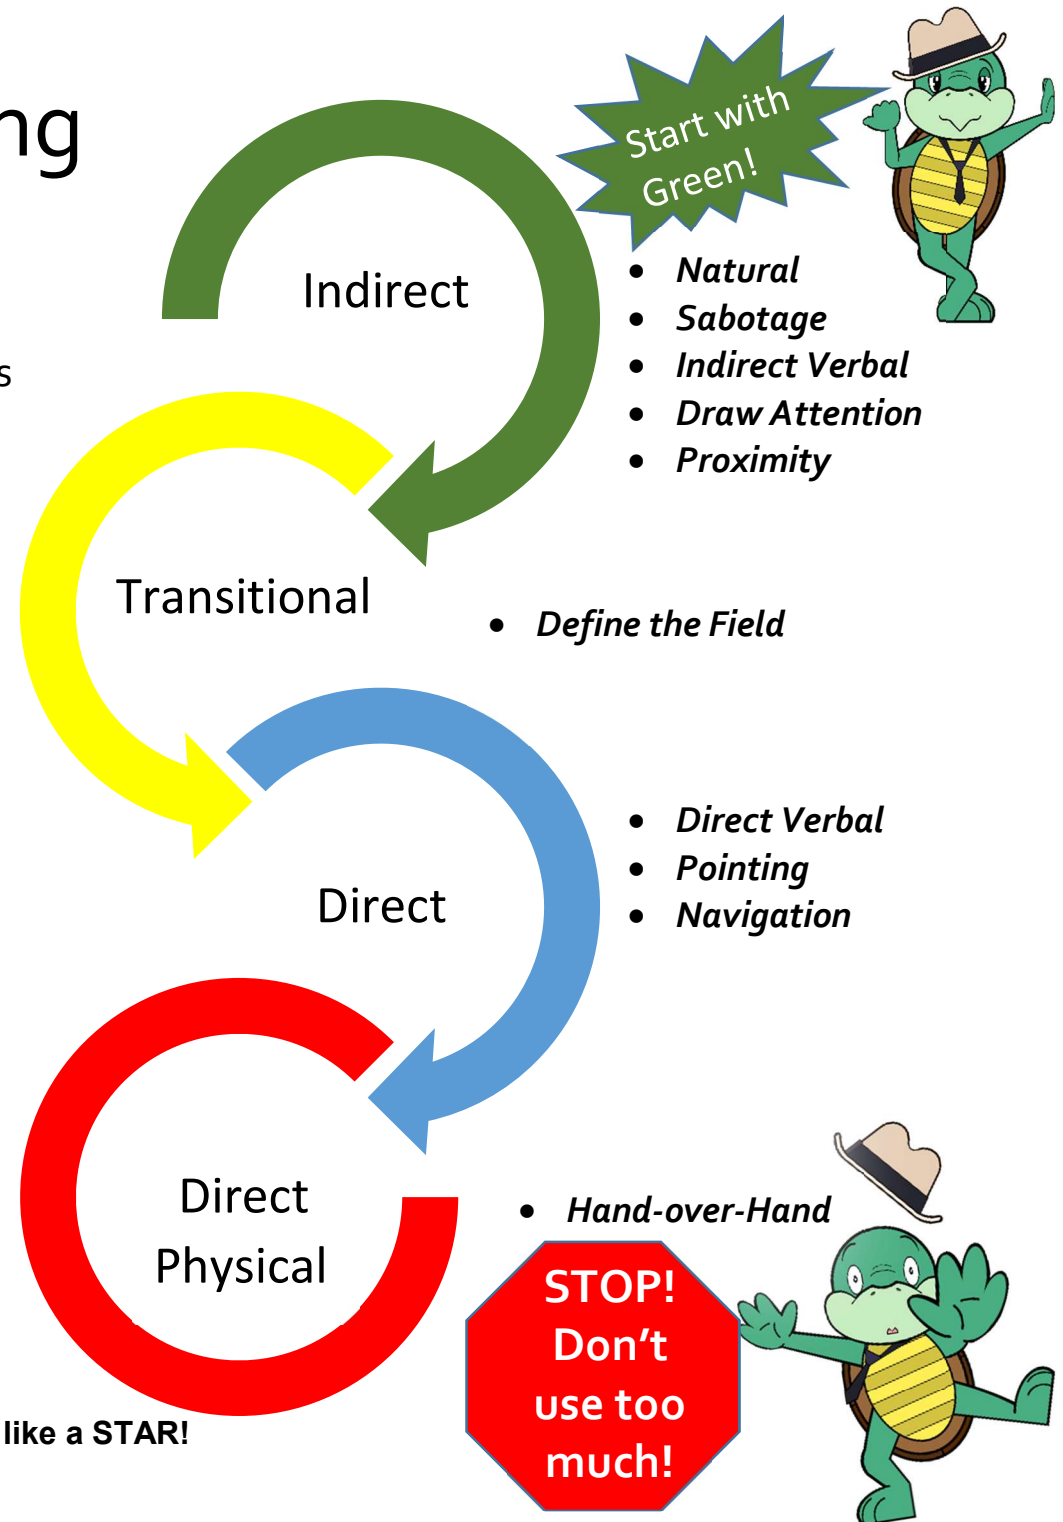 ng
Start with
Green!
Indirect
• Natural
• Sabotage
• Indirect Verbal
• Draw Attention
• Proximity
s
Transitional
• Define the Field
• Direct Verbal
• Pointing
• Navigation
Direct
Direct
Physical
• Hand-over-Hand
STOP!
Don't
use too
much!
like a STAR!